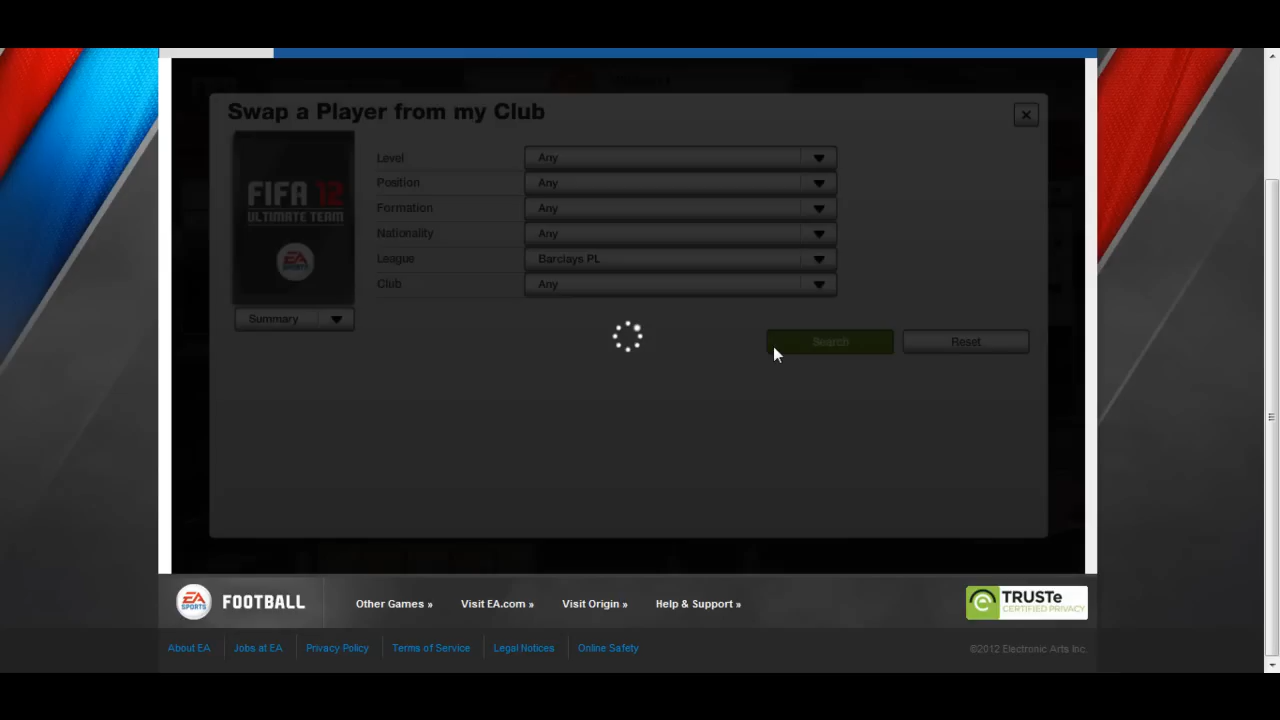 Swap a Player from my Club
×
FIFA 12
ULTIMATE TEAM
EA
SPORTS
Summary
Level Any
Position Any
Formation Any
Nationality Any
League Barclays PL
Club Any
Search Reset
EA SPORTS FOOTBALL Other Games » Visit EA.com » Visit Origin » Help & Support » TRUSTe
CERTIFIED PRIVACY
About EA Jobs at EA Privacy Policy Terms of Service Legal Notices Online Safety ©2012 Electronic Arts Inc.